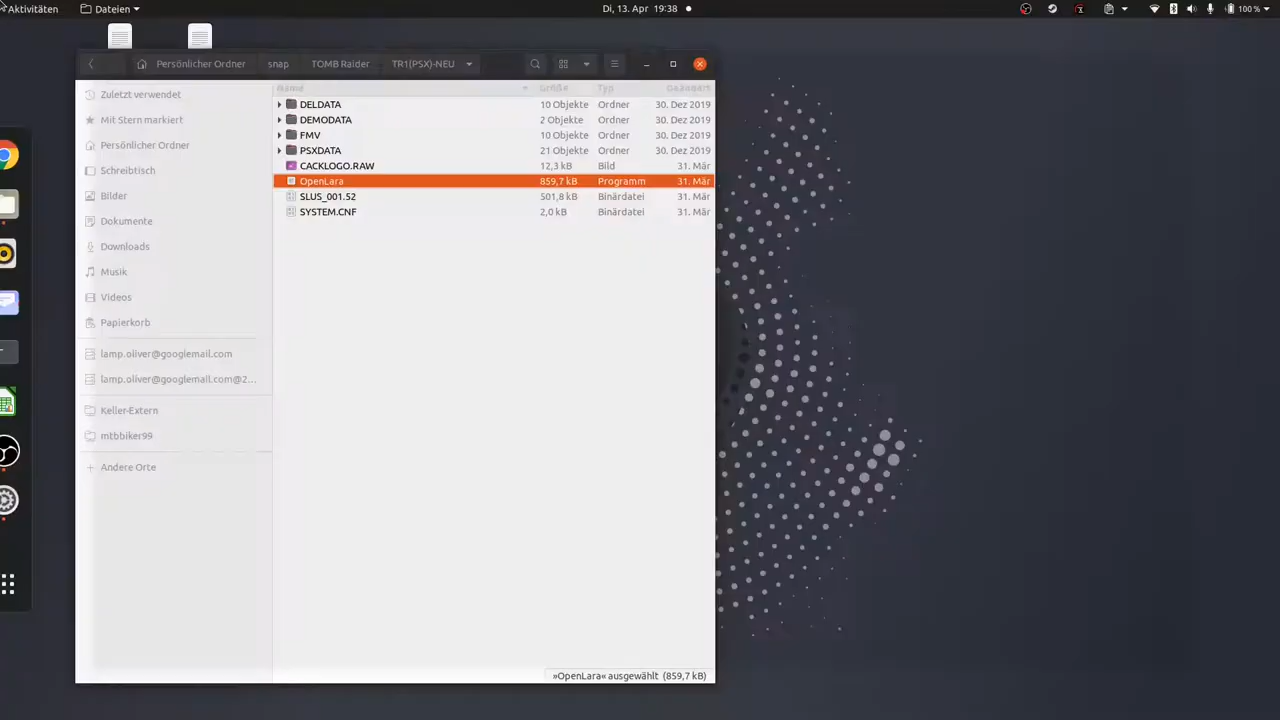 Aktivitäten Dateien Di, 13. Apr 19:38 100 %
Persönlicher Ordner snap TOMB Raider TR1(PSX)-NEU
Name Größe Typ Geändert
Zuletzt verwendet
Mit Stern markiert
Persönlicher Ordner
Schreibtisch
Bilder
Dokumente
Downloads
Musik
Videos
Papierkorb
lamp.oliver@googlemail.com
lamp.oliver@googlemail.com@2...
Keller-Extern
mtbbiker99
Andere Orte
DELDATA 10 Objekte Ordner 30. Dez 2019
DEMODATA 2 Objekte Ordner 30. Dez 2019
FMV 10 Objekte Ordner 30. Dez 2019
PSXDATA 21 Objekte Ordner 30. Dez 2019
CACKLOGO.RAW 12,3 kB Bild 31. Mär
OpenLara 859,7 kB Programm 31. Mär
SLUS_001.52 501,8 kB Binärdatei 31. Mär
SYSTEM.CNF 2,0 kB Binärdatei 31. Mär
»OpenLara« ausgewählt (859,7 kB)